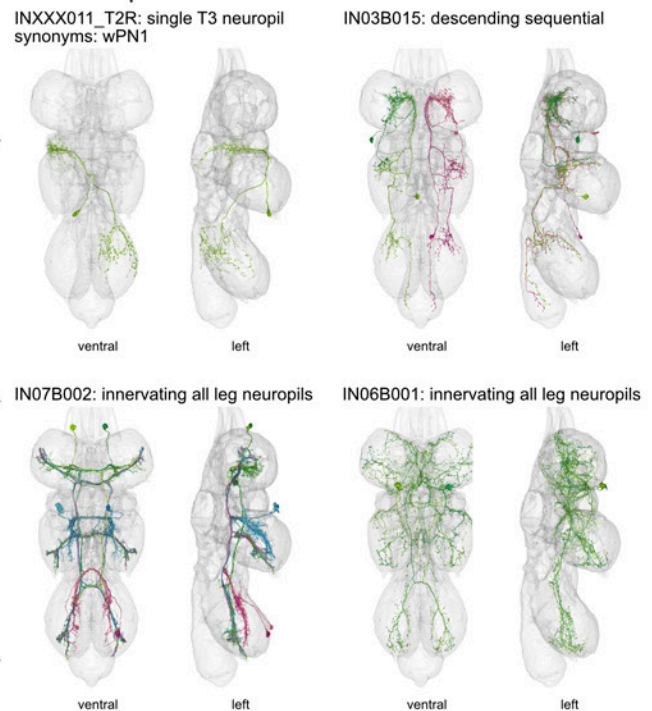 INXXX011_T2R: single T3 neuropil
synonyms: wPN1
IN03B015: descending sequential
ventral
left
ventral
left
IN07B002: innervating all leg neuropils
IN06B001: innervating all leg neuropils
ventral
left
ventral
left